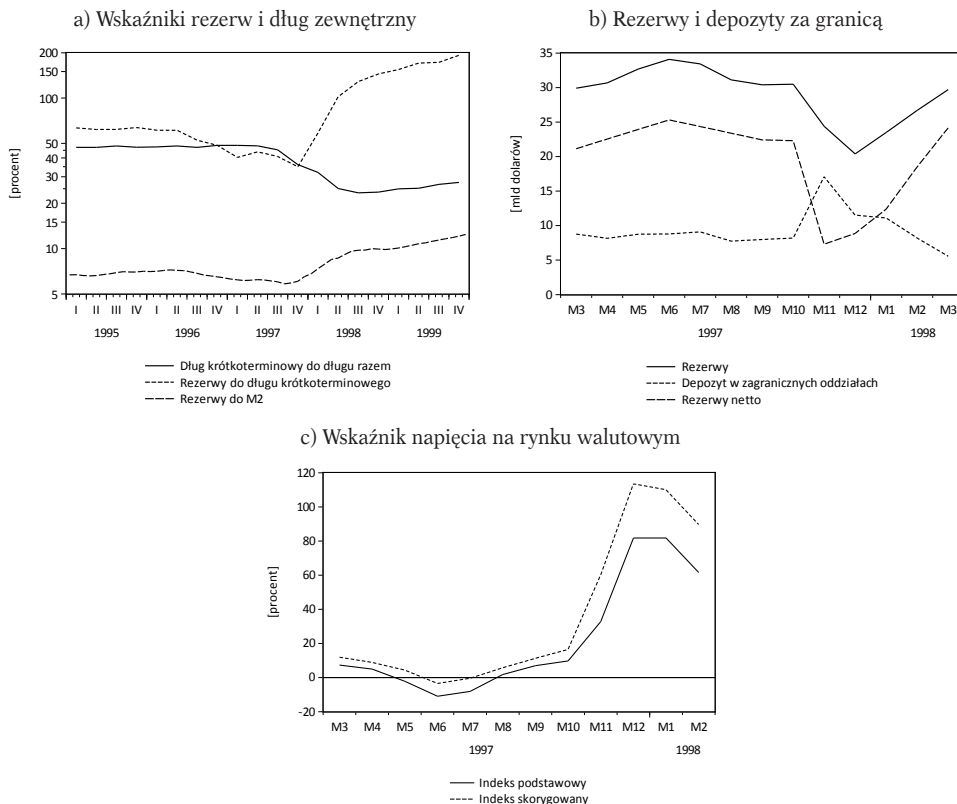 a) Wskaźniki rezerw i dług zewnętrzny
200
150
100
50
40
30
20
15
10
5
[procent]
I II III IV I II III IV I II III IV I II III IV I II III IV
1995 1996 1997 1998 1999
Dług krótkoterminowy do długu razem
Rezerwy do długu krótkoterminowego
Rezerwy do M2
b) Rezerwy i depozyty za granicą
35
30
25
20
15
10
5
0
[mld dolarów]
M3 M4 M5 M6 M7 M8 M9 M10 M11 M12 M1 M2 M3
1997 1998
Rezerwy
Depozyt w zagranicznych oddziałach
Rezerwy netto
c) Wskaźnik napięcia na rynku walutowym
120
100
80
60
40
20
0
-20
[procent]
M3 M4 M5 M6 M7 M8 M9 M10 M11 M12 M1 M2
1997 1998
Indeks podstawowy
Indeks skorygowany